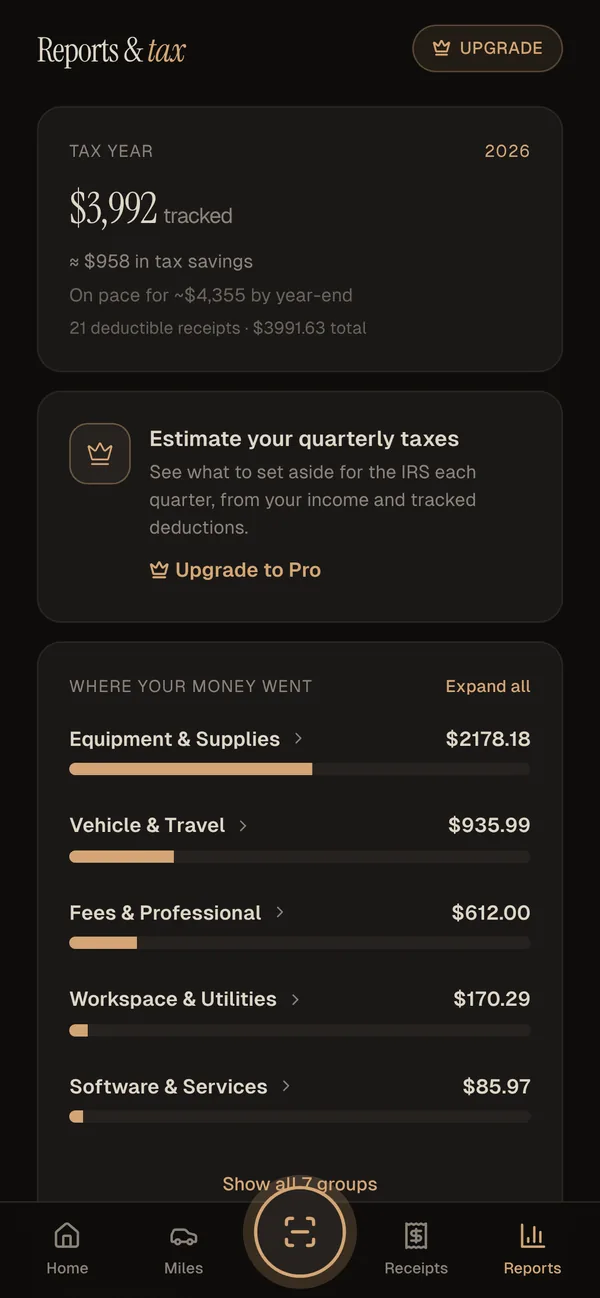 Reports & tax
UPGRADE
TAX YEAR
2026
$3,992 tracked
≈ $958 in tax savings
On pace for ~$4,355 by year-end
21 deductible receipts · $3991.63 total
Estimate your quarterly taxes
See what to set aside for the IRS each
quarter, from your income and tracked
deductions.
Upgrade to Pro
WHERE YOUR MONEY WENT
Expand all
Equipment & Supplies
$2178.18
Vehicle & Travel
$935.99
Fees & Professional
$612.00
Workspace & Utilities
$170.29
Software & Services
$85.97
Show all 7 groups
Home
Miles
Receipts
Reports